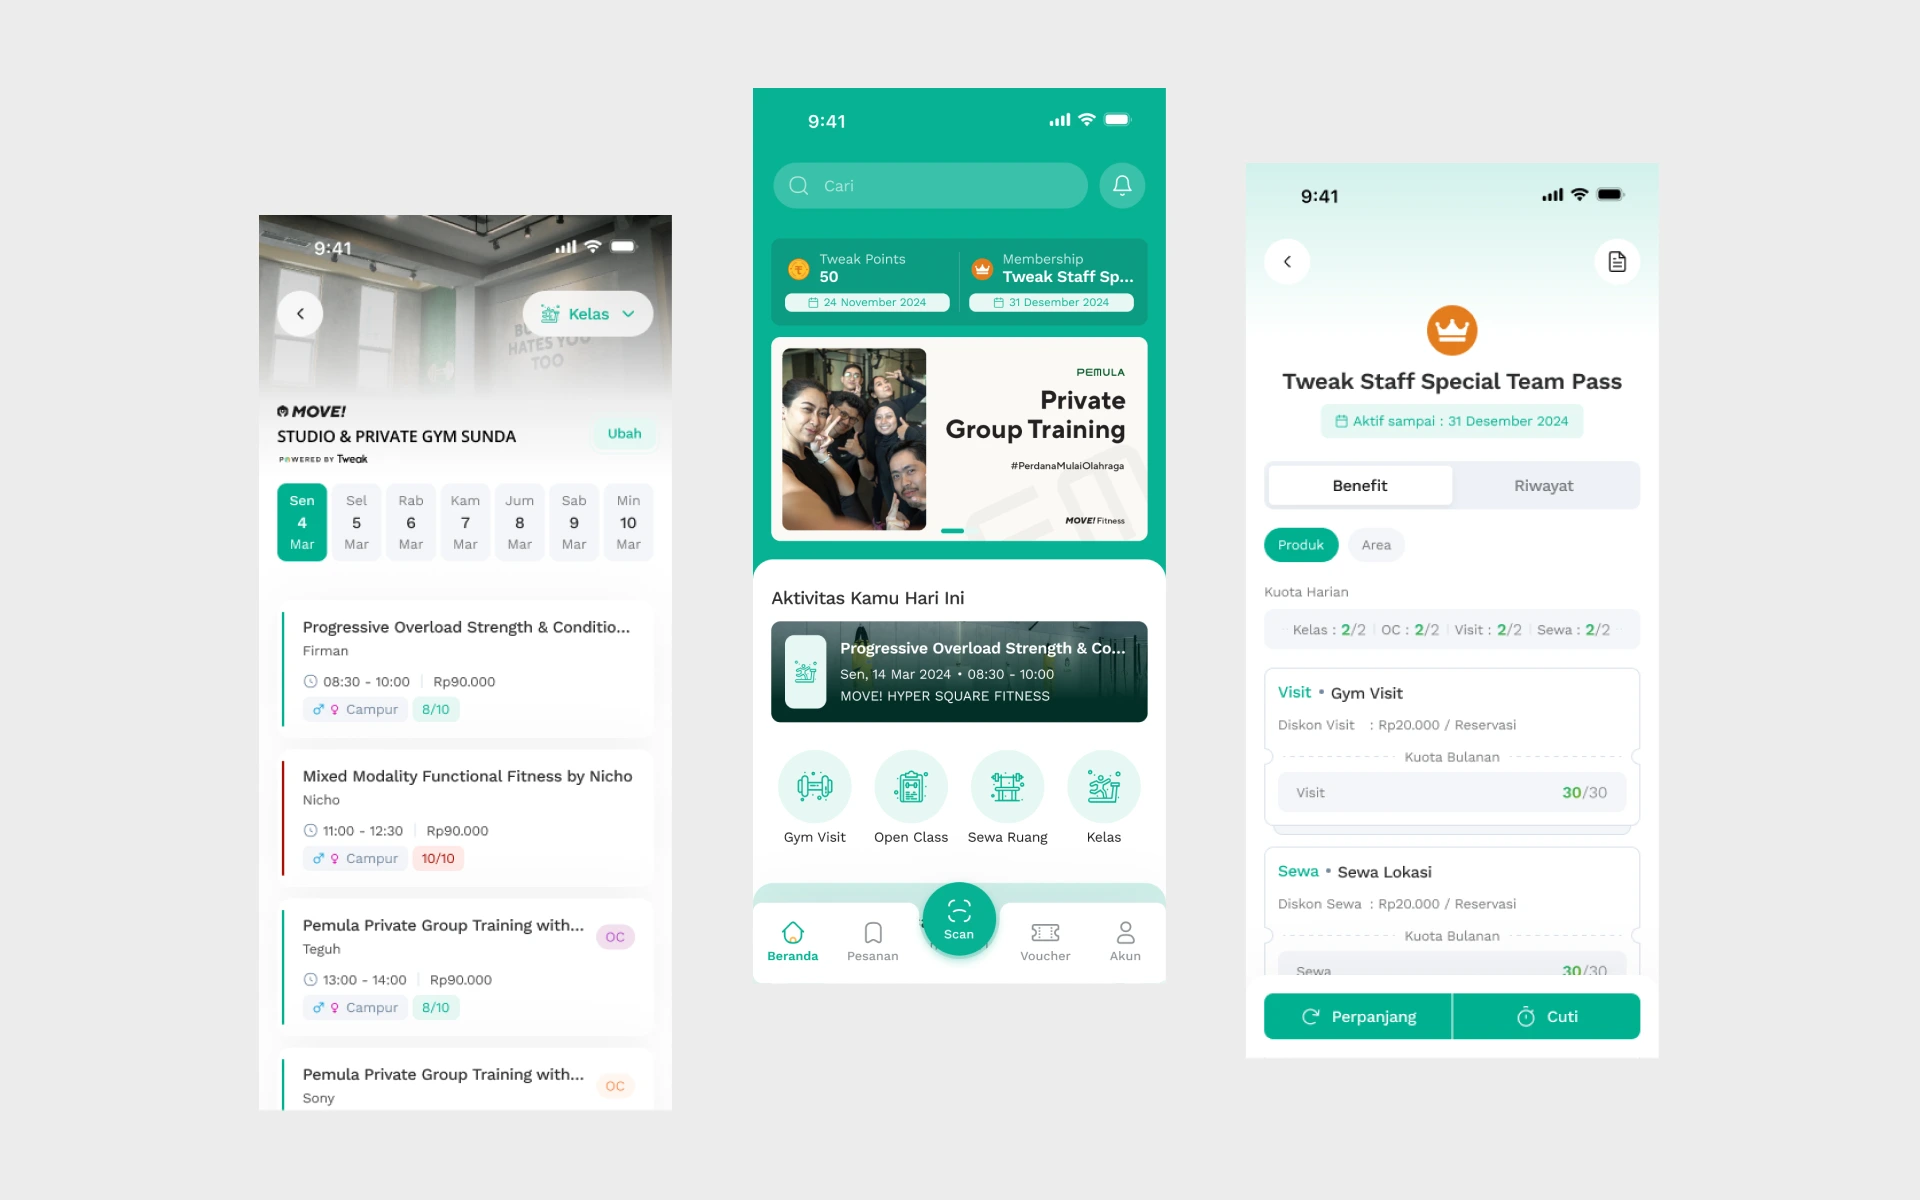 9:41
Kelas
HATES YOU
TOO
MOVE!
STUDIO & PRIVATE GYM SUNDA
Ubah
POWERED BY Tweak
Sen Sel Rab Kam Jum Sab Min
4 5 6 7 8 9 10
Mar Mar Mar Mar Mar Mar Mar
Progressive Overload Strength & Conditio...
Firman
08:30 - 10:00 Rp90.000
Campur 8/10
Mixed Modality Functional Fitness by Nicho
Nicho
11:00 - 12:30 Rp90.000
Campur 10/10
Pemula Private Group Training with...
OC
Teguh
13:00 - 14:00 Rp90.000
Campur 8/10
Pemula Private Group Training with...
OC
Sony
9:41
Cari
Tweak Points
50
24 November 2024
Membership
Tweak Staff Sp...
31 Desember 2024
PEMULA
Private
Group Training
#PerdanaMulaiOlahraga
MOVE! Fitness
Aktivitas Kamu Hari Ini
Progressive Overload Strength & Co...
Sen, 14 Mar 2024 • 08:30 - 10:00
MOVE! HYPER SQUARE FITNESS
Gym Visit Open Class Sewa Ruang Kelas
Scan
Beranda Pesanan Voucher Akun
9:41
Tweak Staff Special Team Pass
Aktif sampai : 31 Desember 2024
Benefit Riwayat
Produk Area
Kuota Harian
Kelas : 2/2 OC : 2/2 Visit : 2/2 Sewa : 2/2
Visit • Gym Visit
Diskon Visit : Rp20.000 / Reservasi
Kuota Bulanan
Visit 30/30
Sewa • Sewa Lokasi
Diskon Sewa : Rp20.000 / Reservasi
Kuota Bulanan
Sewa 30/30
Perpanjang Cuti